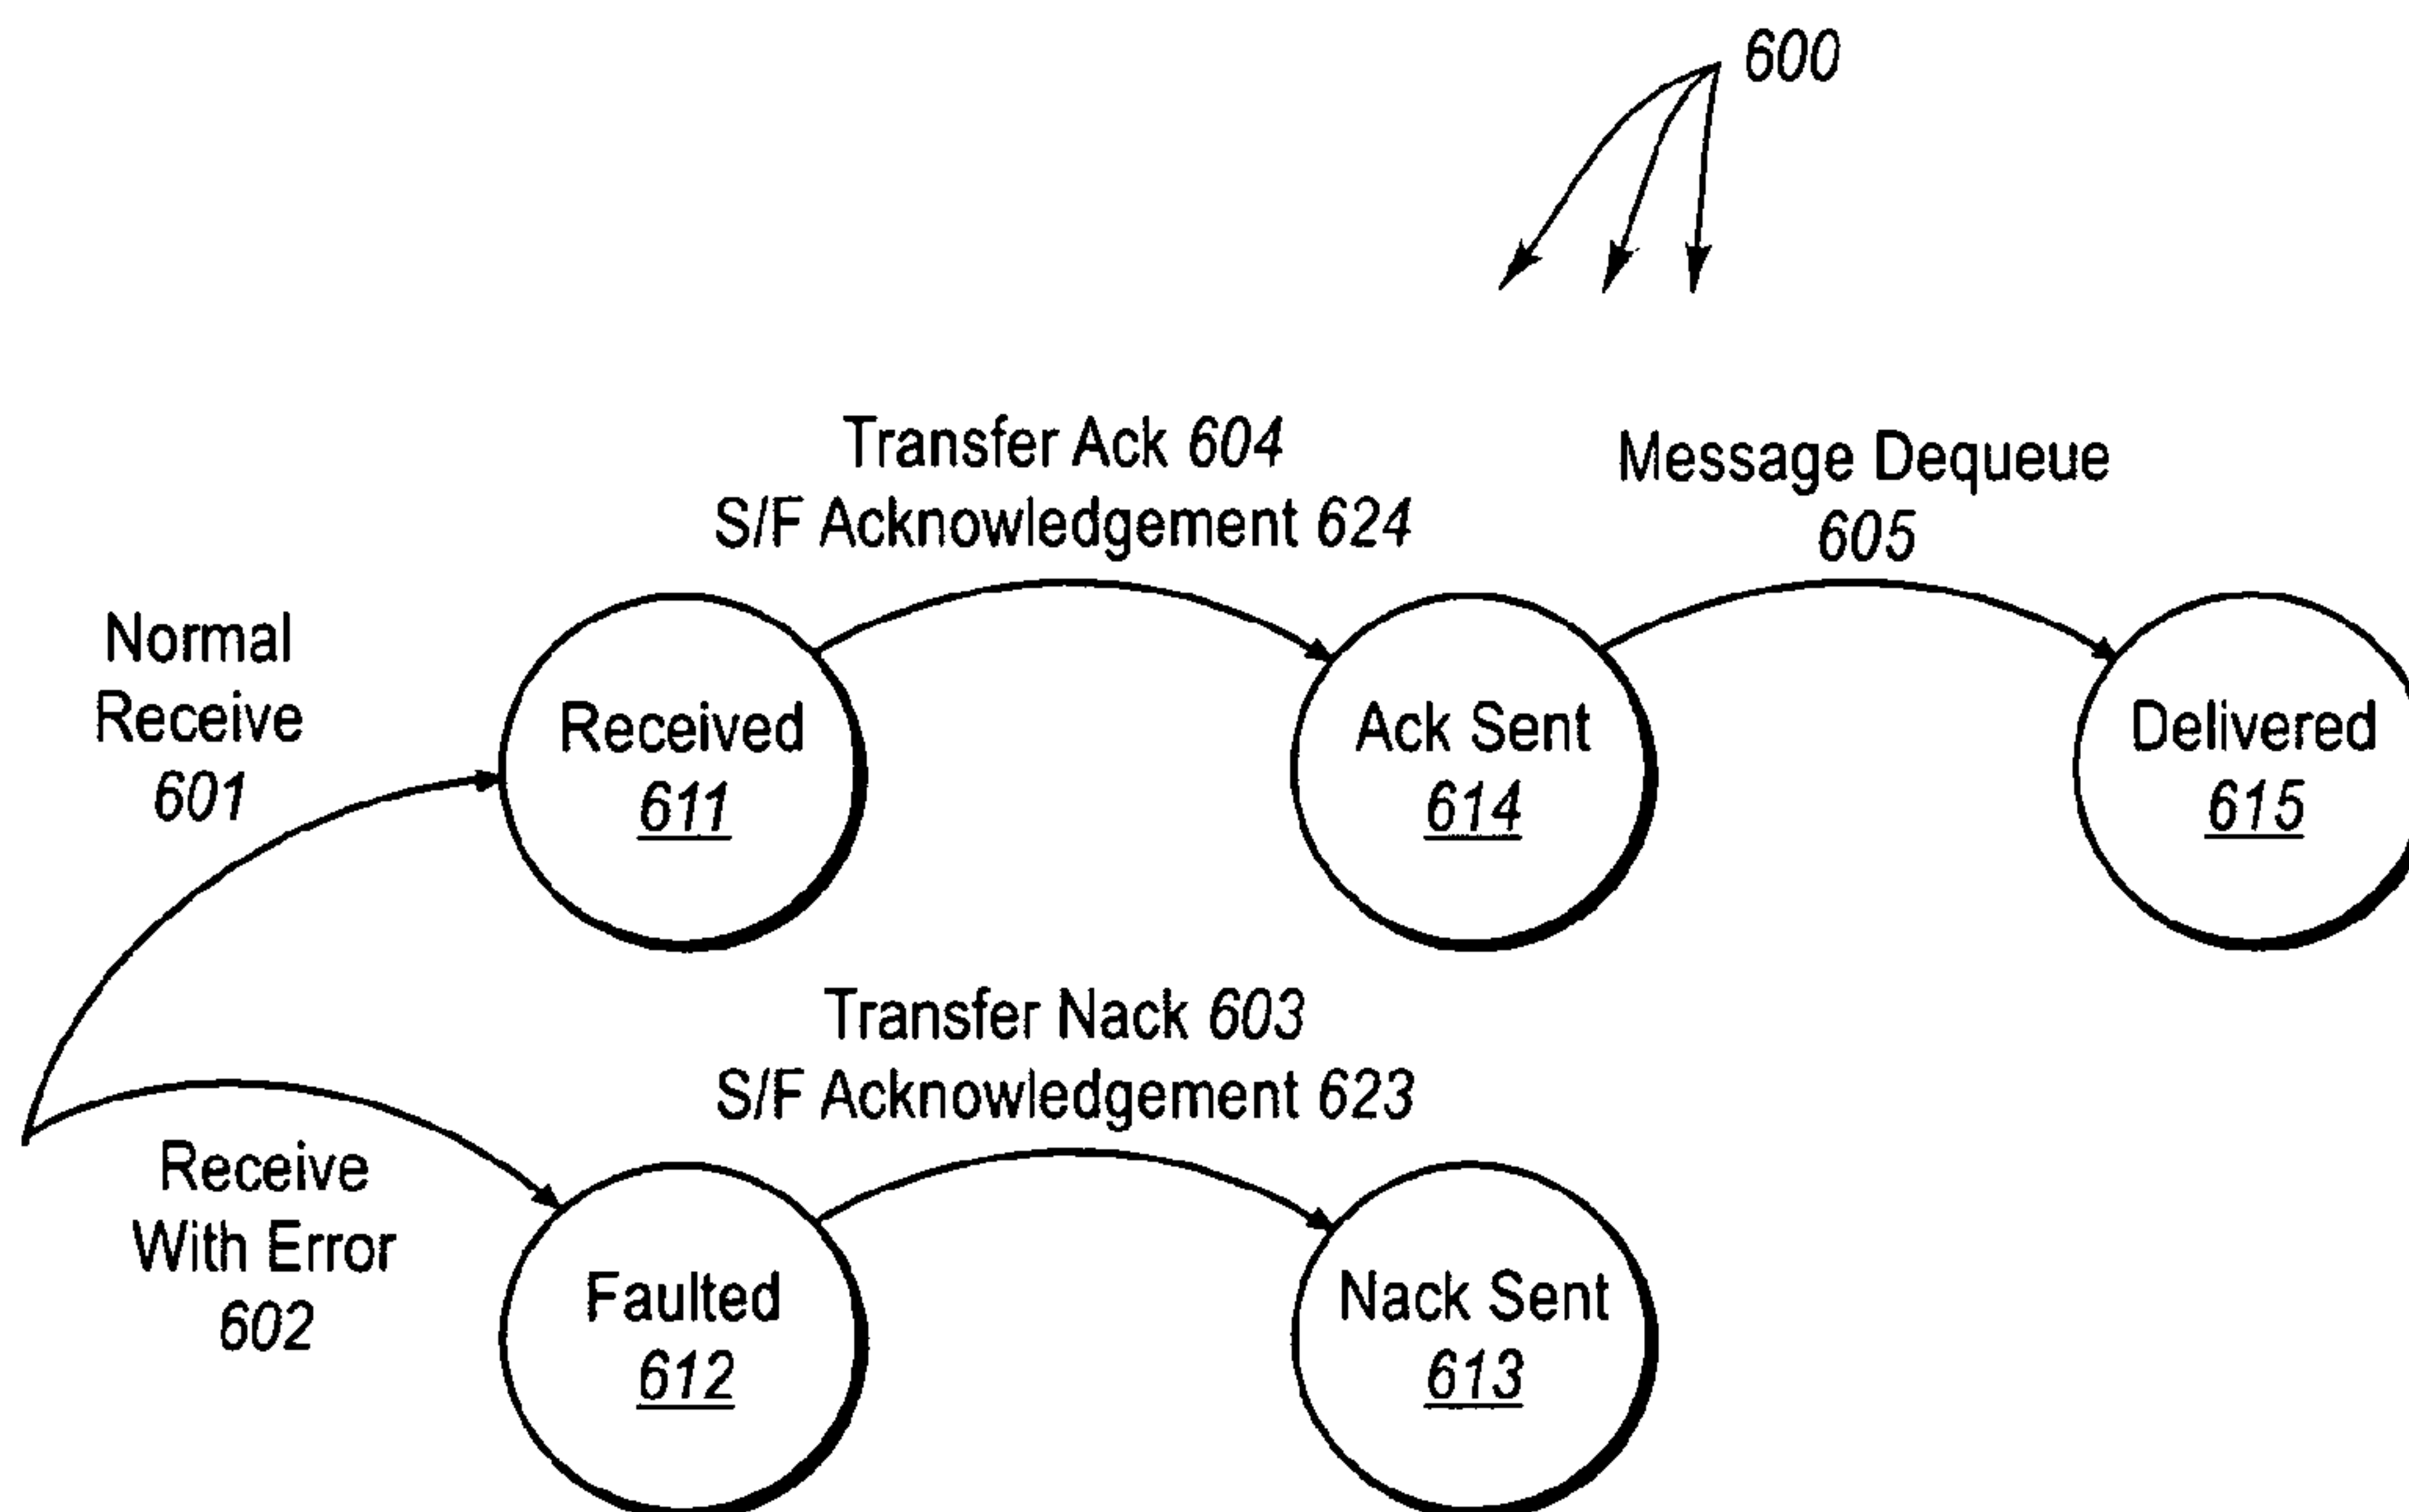 600
Transfer Ack 604
S/F Acknowledgement 624
Message Dequeue
605
Normal
Receive
601
Received
611
Ack Sent
614
Delivered
615
Transfer Nack 603
S/F Acknowledgement 623
Receive
With Error
602
Faulted
612
Nack Sent
613